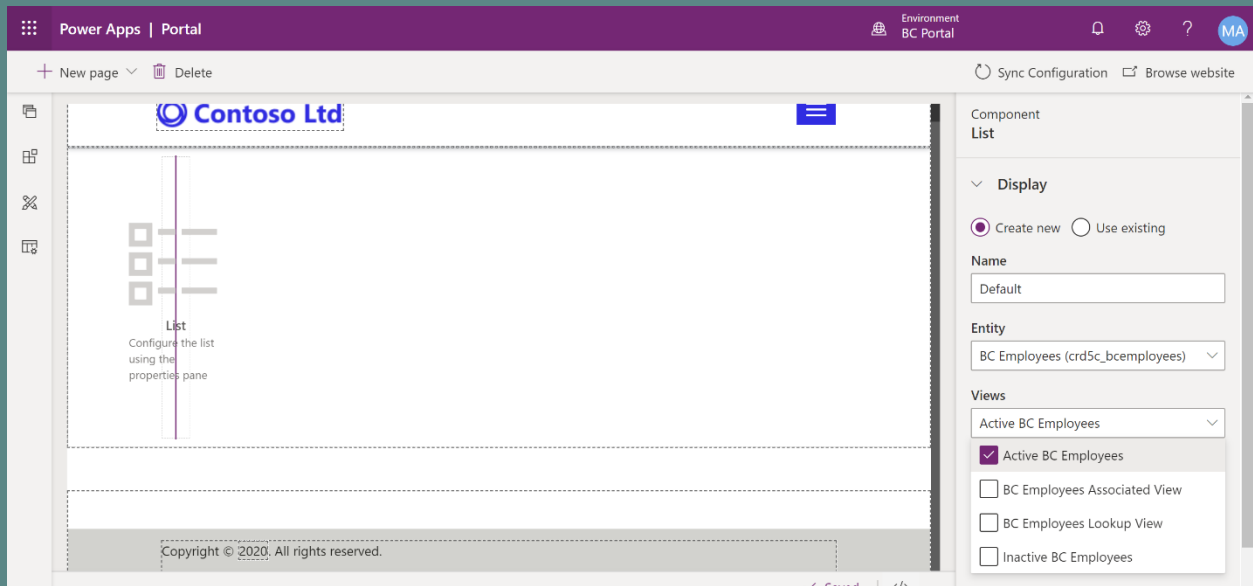 Power Apps | Portal
Environment
BC Portal
?
MA
New page
Delete
Sync Configuration
Browse website
Contoso Ltd
List
Configure the list
using the
properties pane
Copyright © 2020. All rights reserved.
Saved
</>
Component
List
Display
Create new
Use existing
Name
Default
Entity
BC Employees (crd5c_bcemployees)
Views
Active BC Employees
Active BC Employees
BC Employees Associated View
BC Employees Lookup View
Inactive BC Employees